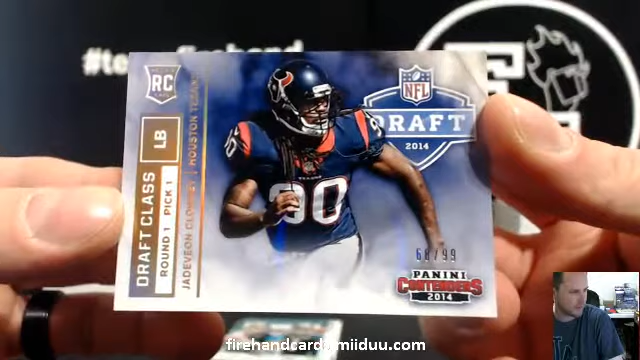 RC
LB
DRAFT CLASS
ROUND 1 PICK 1
JADEVEON CLOWNEY | HOUSTON TEXANS
NFL
DRAFT
2014
90
68/99
PANINI
CONTENDERS
2014
firehandcards.miiduu.com